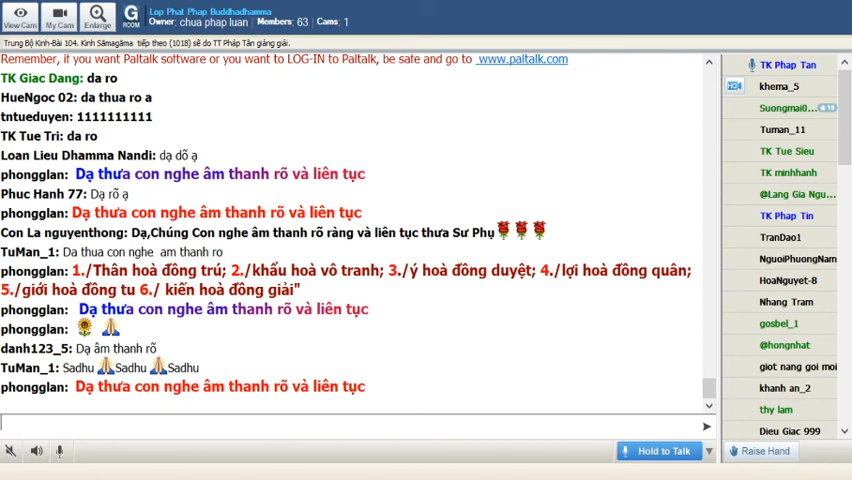 View Cam
My Cam
Enlarge
G
ROOM
Lop Phat Phap Buddhadhamma
Owner: chua phap luan Members: 63 Cams: 1
Trung Bộ Kinh-Bài 104. Kinh Sāmagāma tiếp theo (1018) sẽ do TT Pháp Tân giảng giải.
Remember, if you want Paltalk software or you want to LOG-IN to Paltalk, be safe and go to www.paltalk.com
TK Giac Dang: da ro
HueNgoc 02: da thua ro a
tntueduyen: 1111111111
TK Tue Tri: da ro
Loan Lieu Dhamma Nandi: dạ dỗ ạ
phongglan: Dạ thưa con nghe âm thanh rõ và liên tục
Phuc Hanh 77: Dạ rõ ạ
phongglan: Dạ thưa con nghe âm thanh rõ và liên tục
Con La nguyenthong: Dạ,Chúng Con nghe âm thanh rõ ràng và liên tục thưa Sư Phụ
TuMan_1: Da thua con nghe am thanh ro
phongglan: 1./Thân hoà đồng trú; 2./khẩu hoà vô tranh; 3./ý hoà đồng duyệt; 4./lợi hoà đồng quân;
5./giới hoà đồng tu 6./ kiến hoà đồng giải"
phongglan: Dạ thưa con nghe âm thanh rõ và liên tục
phongglan:
danh123_5: Dạ âm thanh rõ
TuMan_1: Sadhu Sadhu Sadhu
phongglan: Dạ thưa con nghe âm thanh rõ và liên tục
Hold to Talk
TK Phap Tan
khema_5
Suongmai0...
+10
Tuman_11
TK Tue Sieu
TK minhhanh
@Lang Gia Ngu...
TK Phap Tin
TranDao1
NguoiPhuongNam
HoaNguyet-8
Nhang Tram
gosbel_1
@hongnhat
giot nang goi moi
khanh an_2
thy lam
Dieu Giac 999
Raise Hand